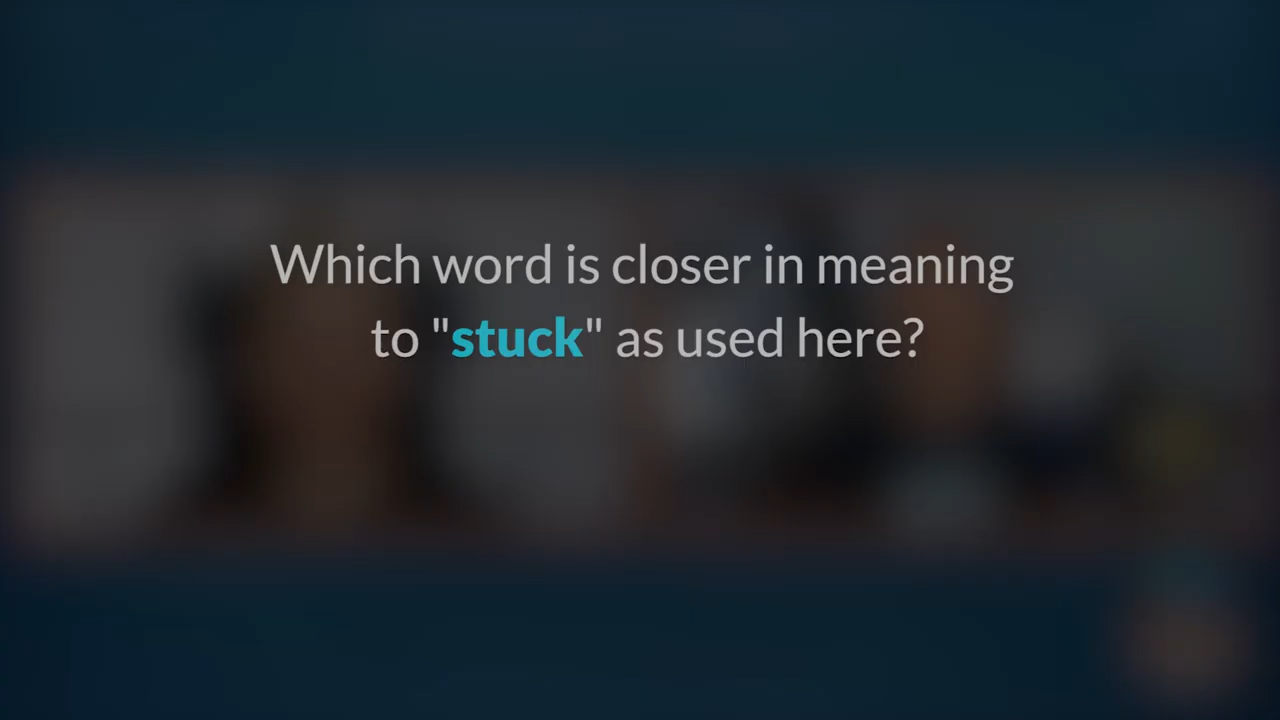 Which word is closer in meaning
to "stuck" as used here?